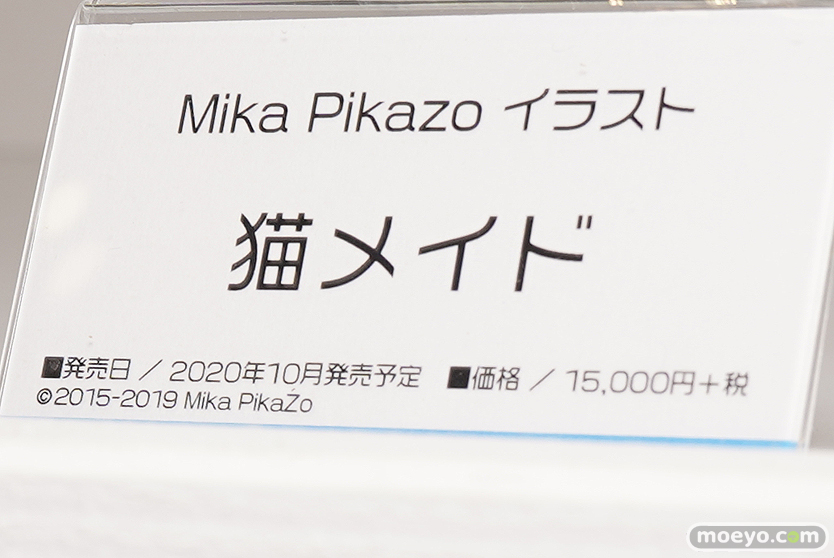 Mika Pikazo イラスト
猫メイド
■発売日 / 2020年10月発売予定 ■価格 / 15,000円+税
©2015-2019 Mika PikaZo
moeyo.com